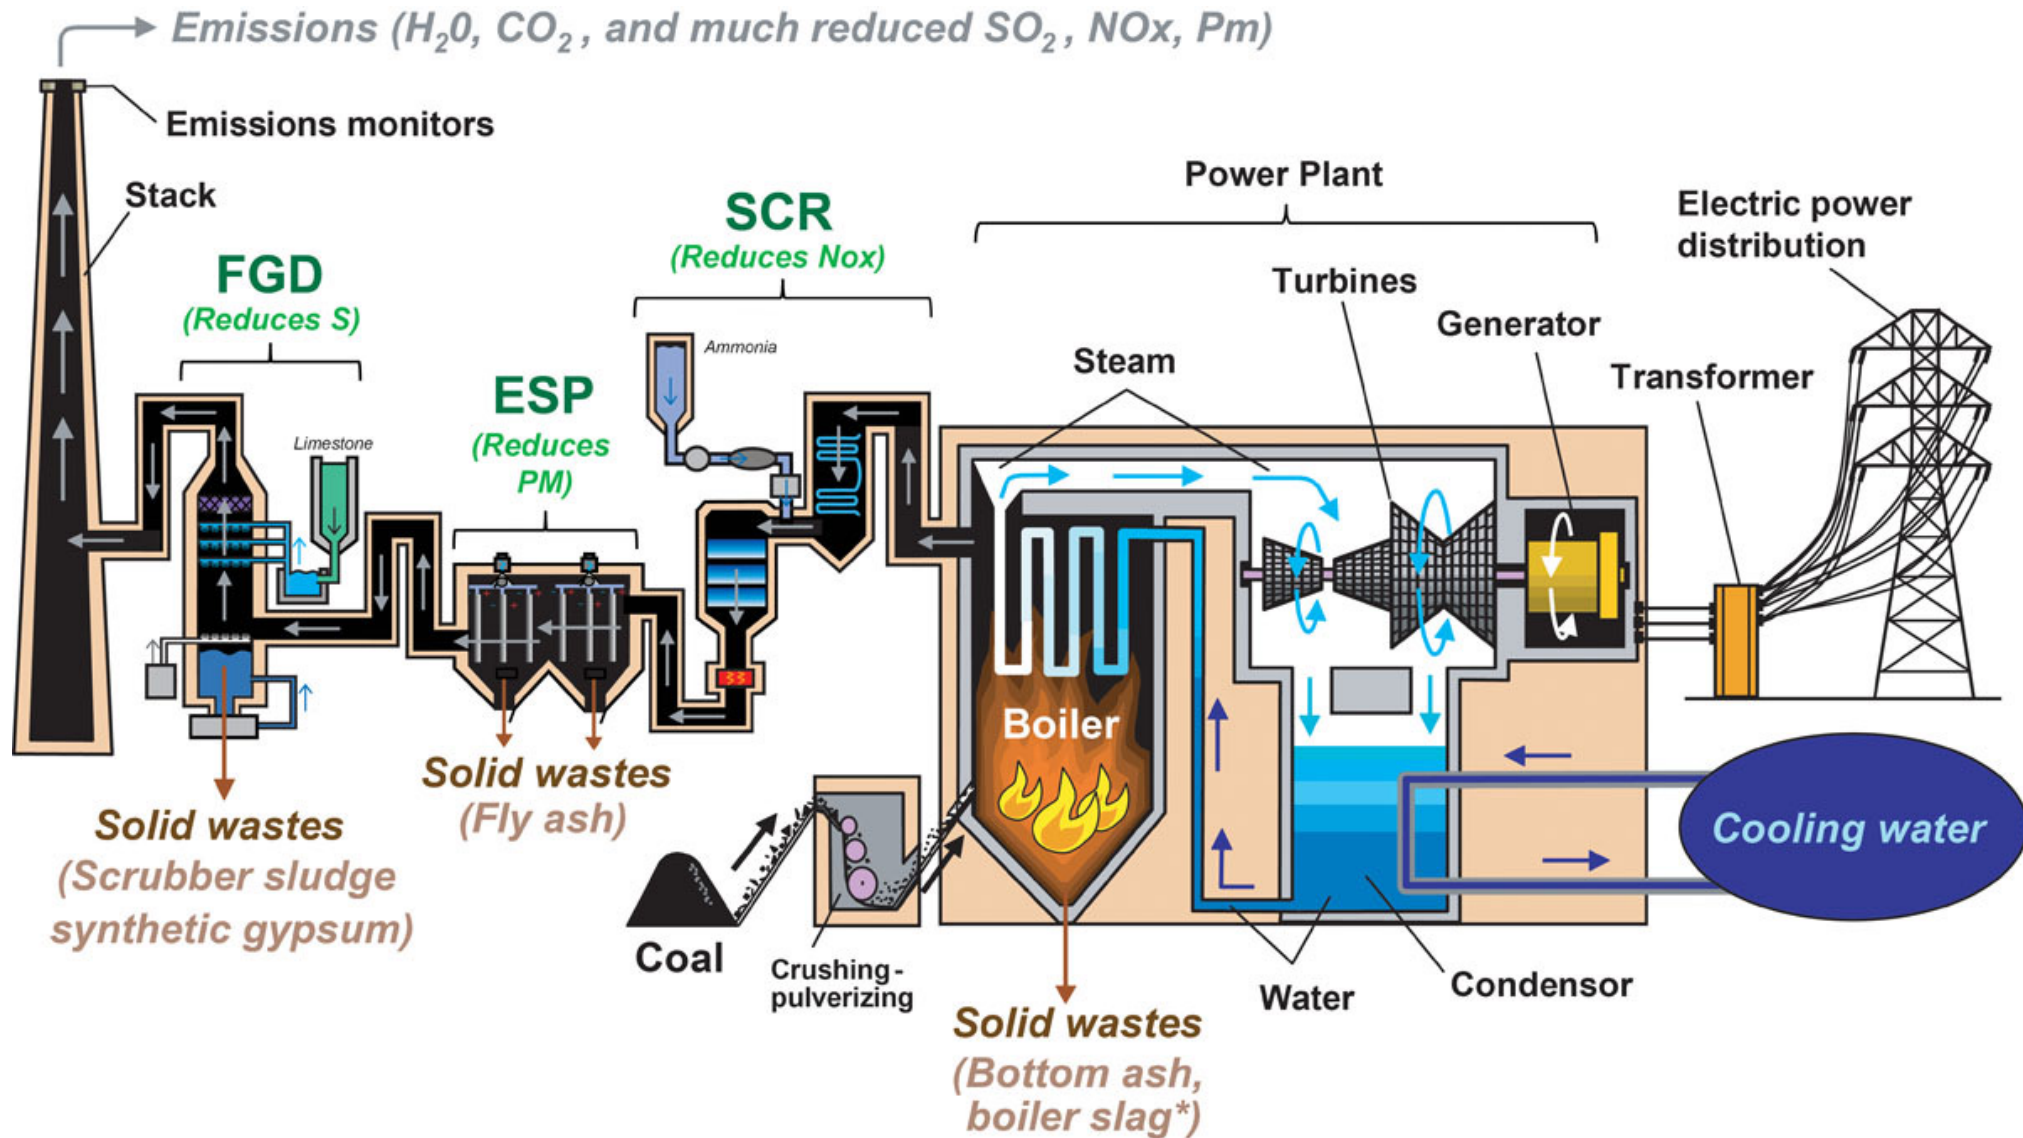 Emissions (H₂0, CO₂, and much reduced SO₂, NOx, Pm)
Emissions monitors
Stack
FGD
(Reduces S)
Limestone
ESP
(Reduces
PM)
SCR
(Reduces Nox)
Ammonia
Power Plant
Steam
Turbines
Generator
Transformer
Electric power
distribution
Boiler
Cooling water
Solid wastes
(Scrubber sludge
synthetic gypsum)
Solid wastes
(Fly ash)
Coal
Crushing-
pulverizing
Solid wastes
(Bottom ash,
boiler slag*)
Water
Condensor